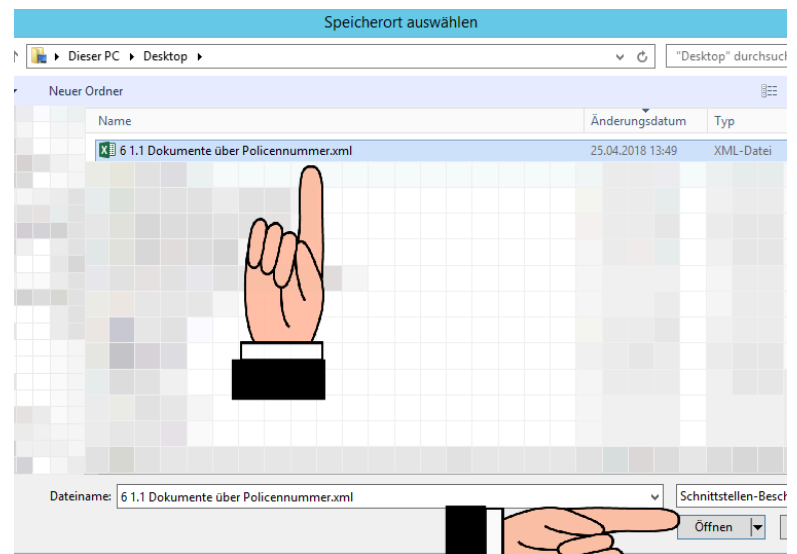 Speicherort auswählen
Dieser PC Desktop
"Desktop" durchsuch
Neuer Ordner
Name Änderungsdatum Typ
6 1.1 Dokumente über Policennummer.xml 25.04.2018 13:49 XML-Datei
Dateiname: 6 1.1 Dokumente über Policennummer.xml Schnittstellen-Besch
Öffnen